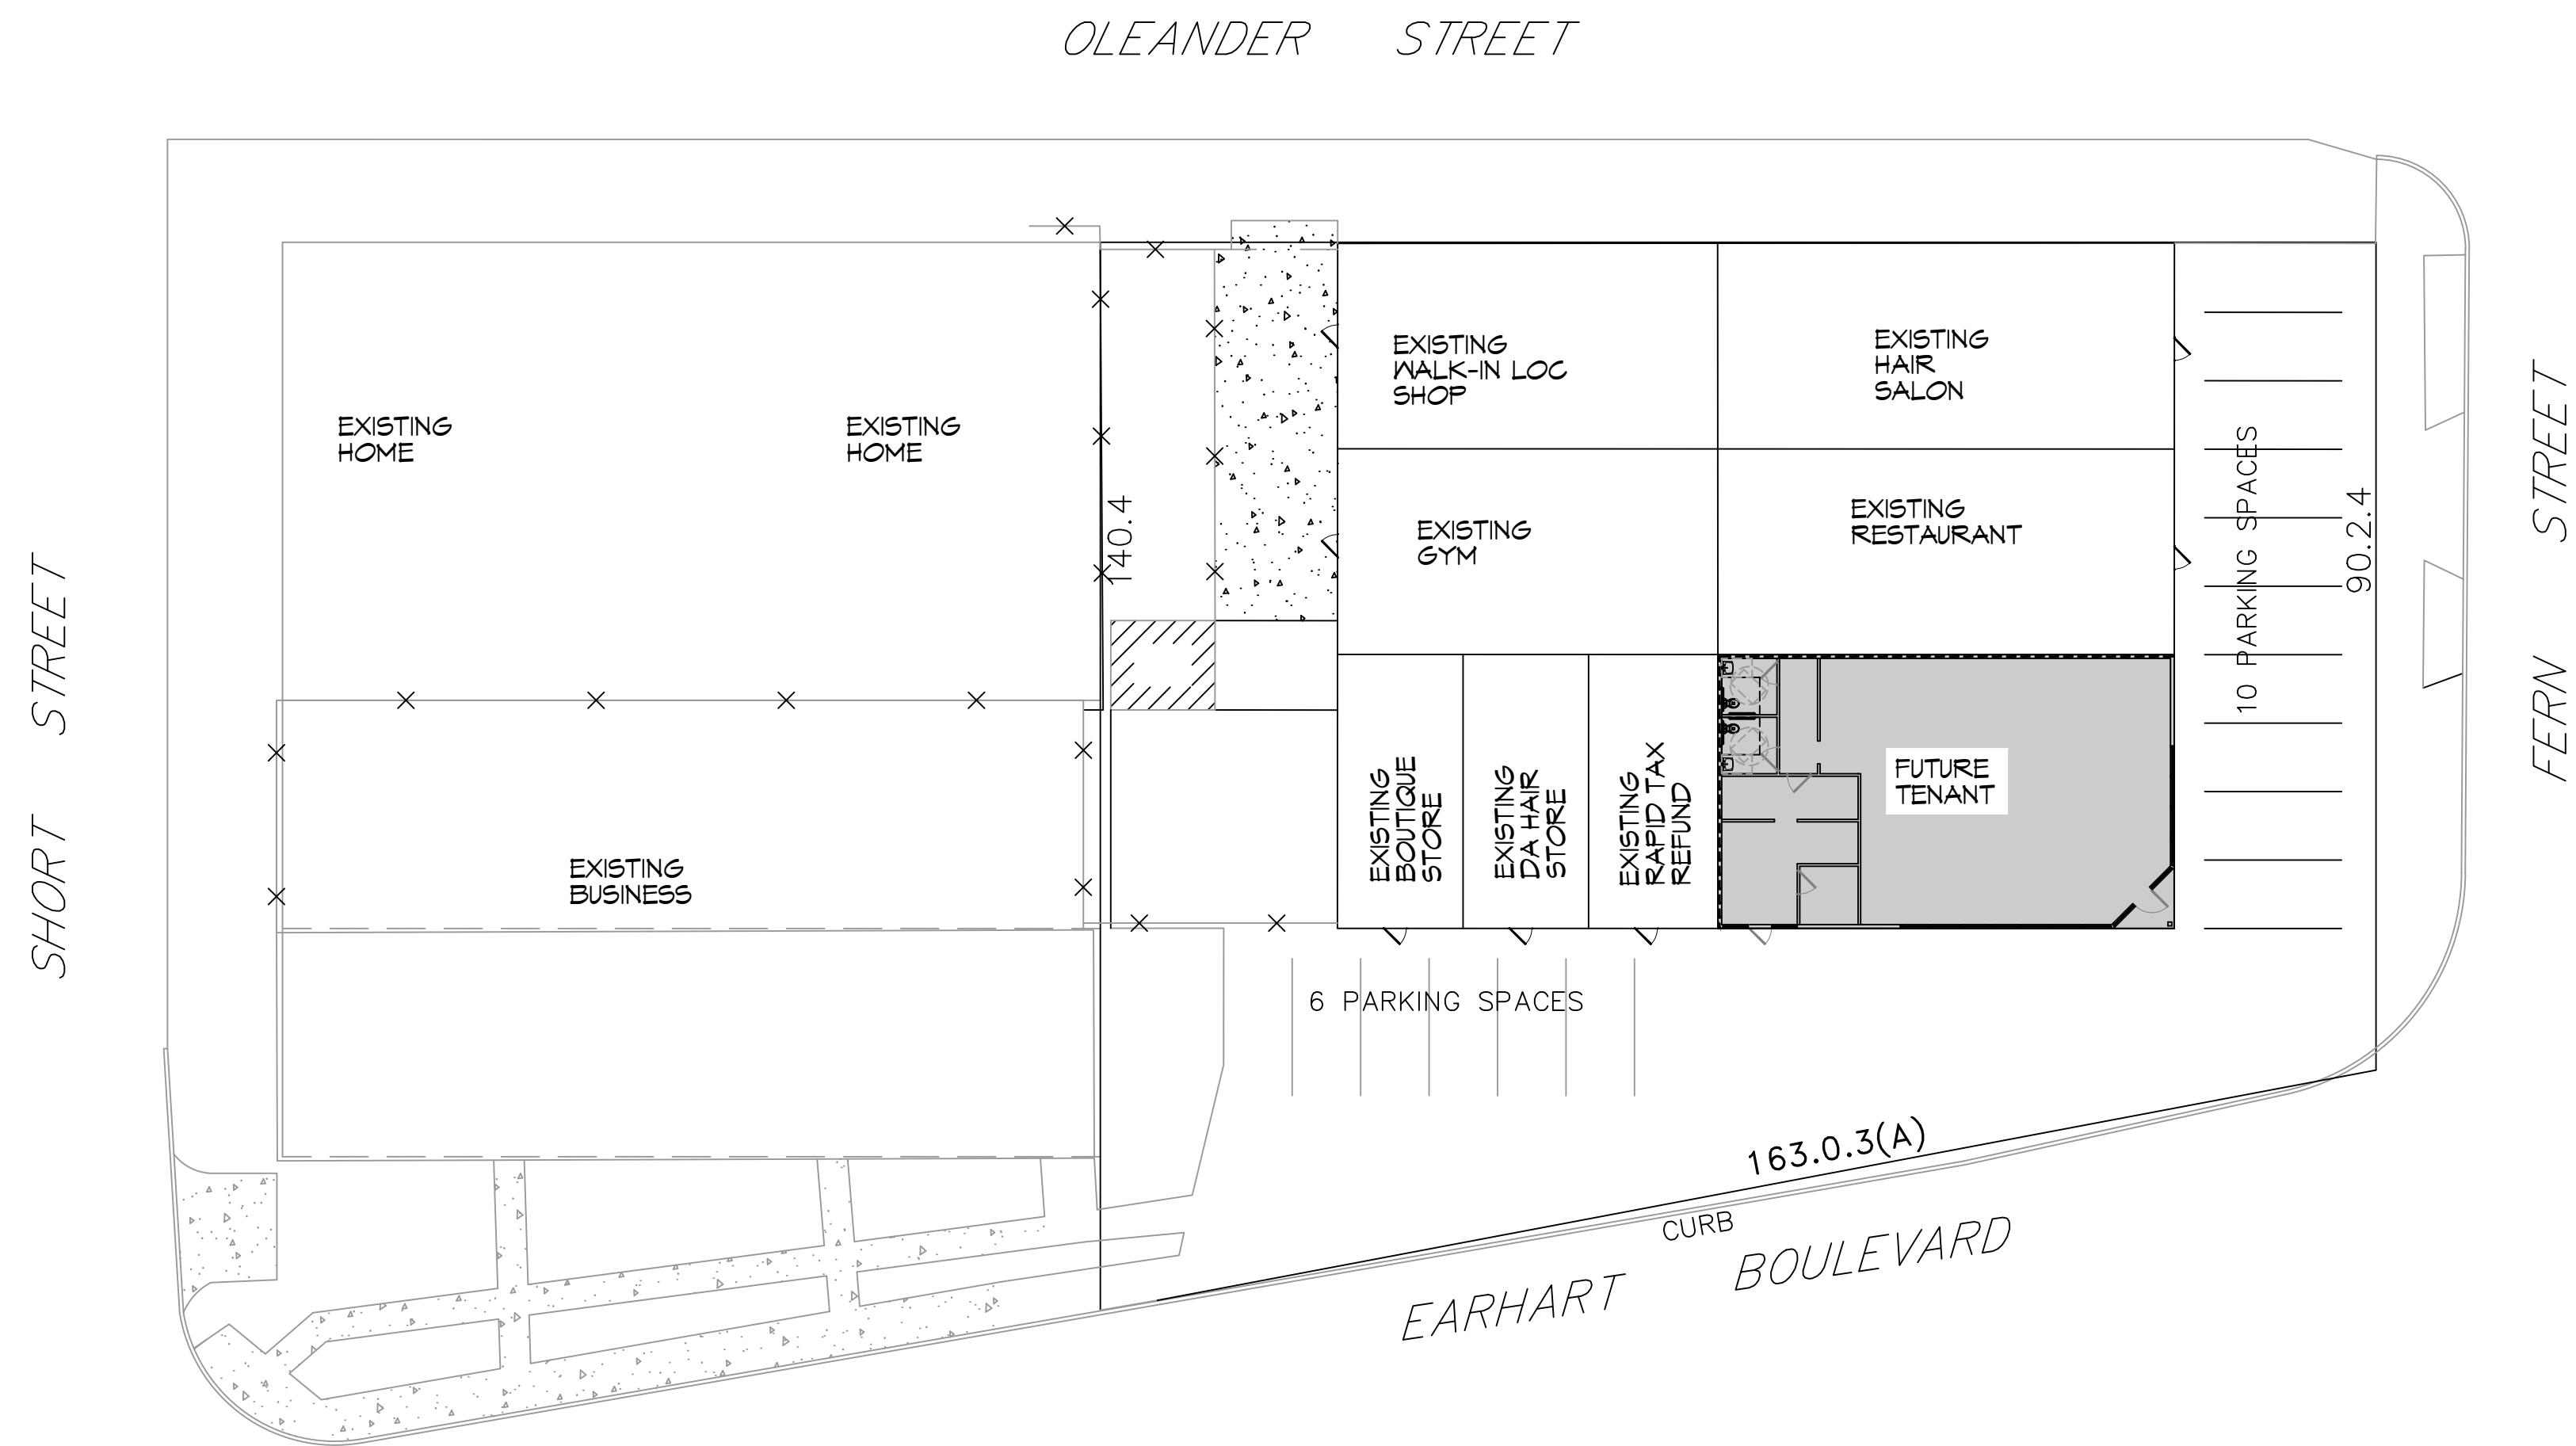 OLEANDER STREET
EXISTING
HOME
EXISTING
HOME
EXISTING
WALK-IN LOC
SHOP
EXISTING
HAIR
SALON
EXISTING
GYM
EXISTING
RESTAURANT
140.4
10 PARKING SPACES
90.2.4
SHORT STREET
FERN STREET
EXISTING
BUSINESS
EXISTING
BOUTIQUE
STORE
EXISTING
DA HAIR
STORE
EXISTING
RAPID TAX
REFUND
FUTURE
TENANT
6 PARKING SPACES
163.0.3(A)
CURB
EARHART BOULEVARD